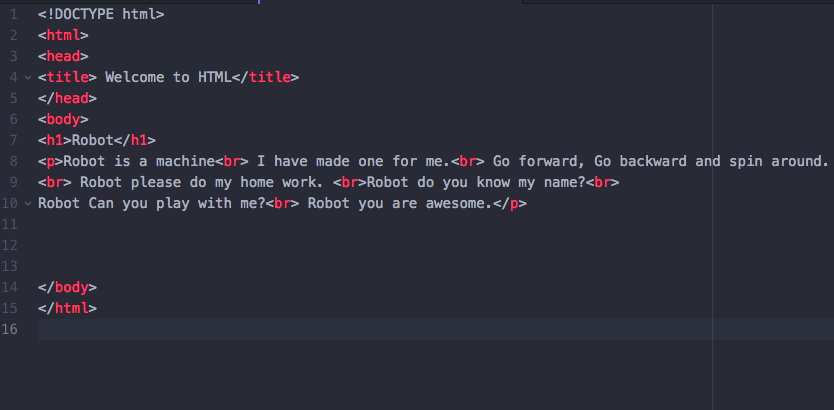 1 <!DOCTYPE html>
2 <html>
3 <head>
4 <title> Welcome to HTML</title>
5 </head>
6 <body>
7 <h1>Robot</h1>
8 <p>Robot is a machine<br> I have made one for me.<br> Go forward, Go backward and spin around.
9 <br> Robot please do my home work. <br>Robot do you know my name?<br>
10 Robot Can you play with me?<br> Robot you are awesome.</p>
11
12
13
14 </body>
15 </html>
16